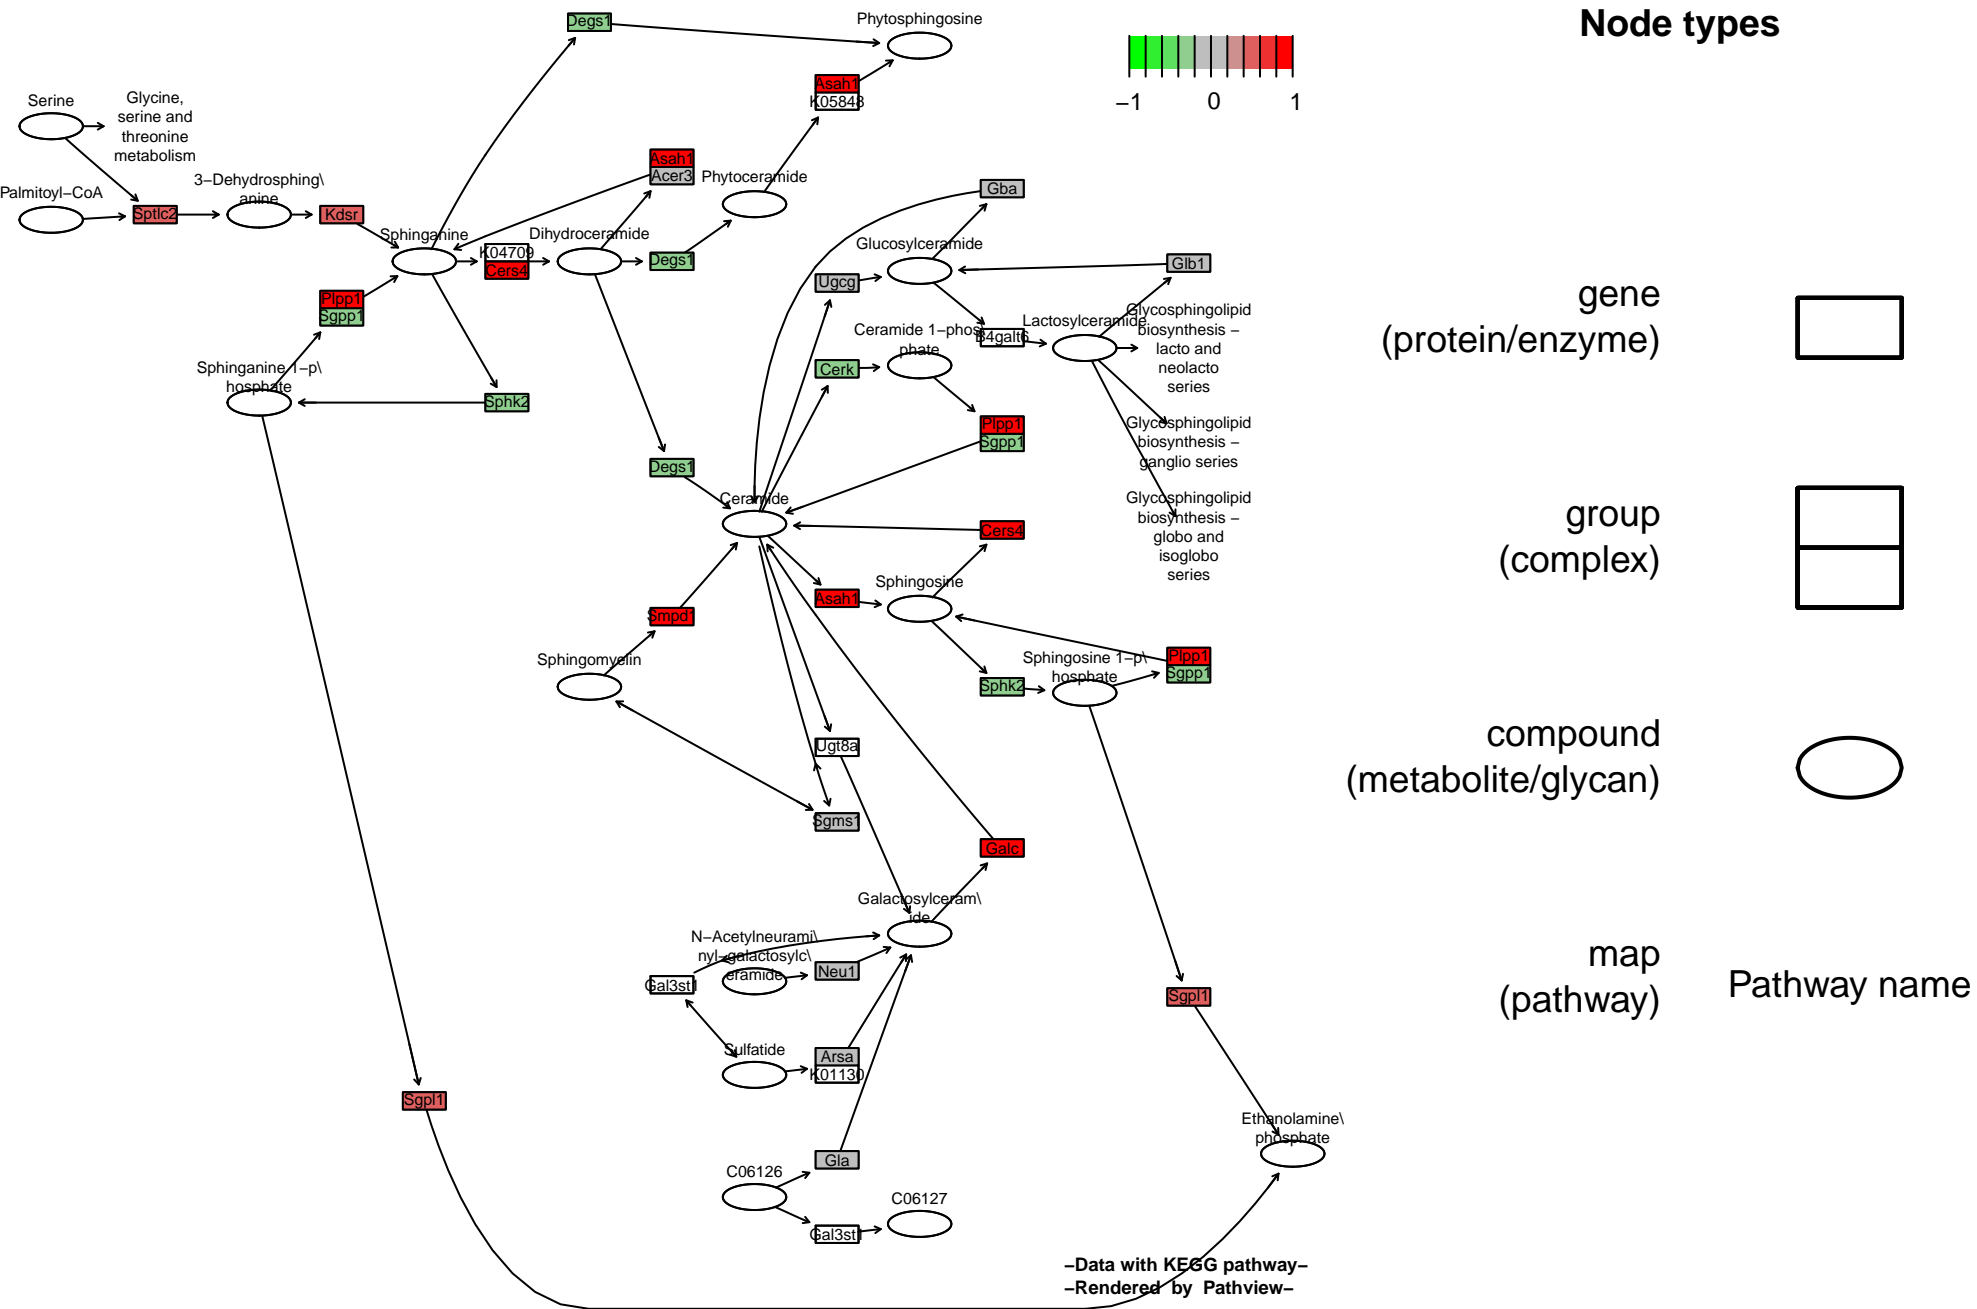 Degs1
Phytosphingosine
Node types
Asah1
K05848
−1
0
1
Serine
Glycine,
serine and
threonine
metabolism
Palmitoyl−CoA
Sptlc2
3−Dehydrosphing\
anine
Kdsr
Sphinganine
K04709
Cers4
Dihydroceramide
Asah1
Acer3
Phytoceramide
Degs1
Gba
Glucosylceramide
Ugcg
Glb1
Plpp1
Sgpp1
Ceramide 1−phos\
phate
B4galt6
Lactosylceramide
Glycosphingolipid
biosynthesis −
lacto and
neolacto
series
Cerk
Sphinganine 1−p\
hosphate
Sphk2
Plpp1
Sgpp1
Glycosphingolipid
biosynthesis −
ganglio series
Degs1
Ceramide
Glycosphingolipid
biosynthesis −
globo and
isoglobo
series
Cers4
Sphingosine
Asah1
Smpd1
Sphingomyelin
Sphingosine 1−p\
hosphate
Plpp1
Sgpp1
Sphk2
Ugt8a
Sgms1
Galc
Galactosylceram\
ide
N−Acetylneurami\
nyl−galactosylc\
eramide
Neu1
Gal3st1
Sgpl1
Sulfatide
Arsa
K01130
Sgpl1
Ethanolamine\
phosphate
Gla
C06126
C06127
Gal3st1
−Data with KEGG pathway−
−Rendered by Pathview−
gene
(protein/enzyme)
group
(complex)
compound
(metabolite/glycan)
map
(pathway)
Pathway name